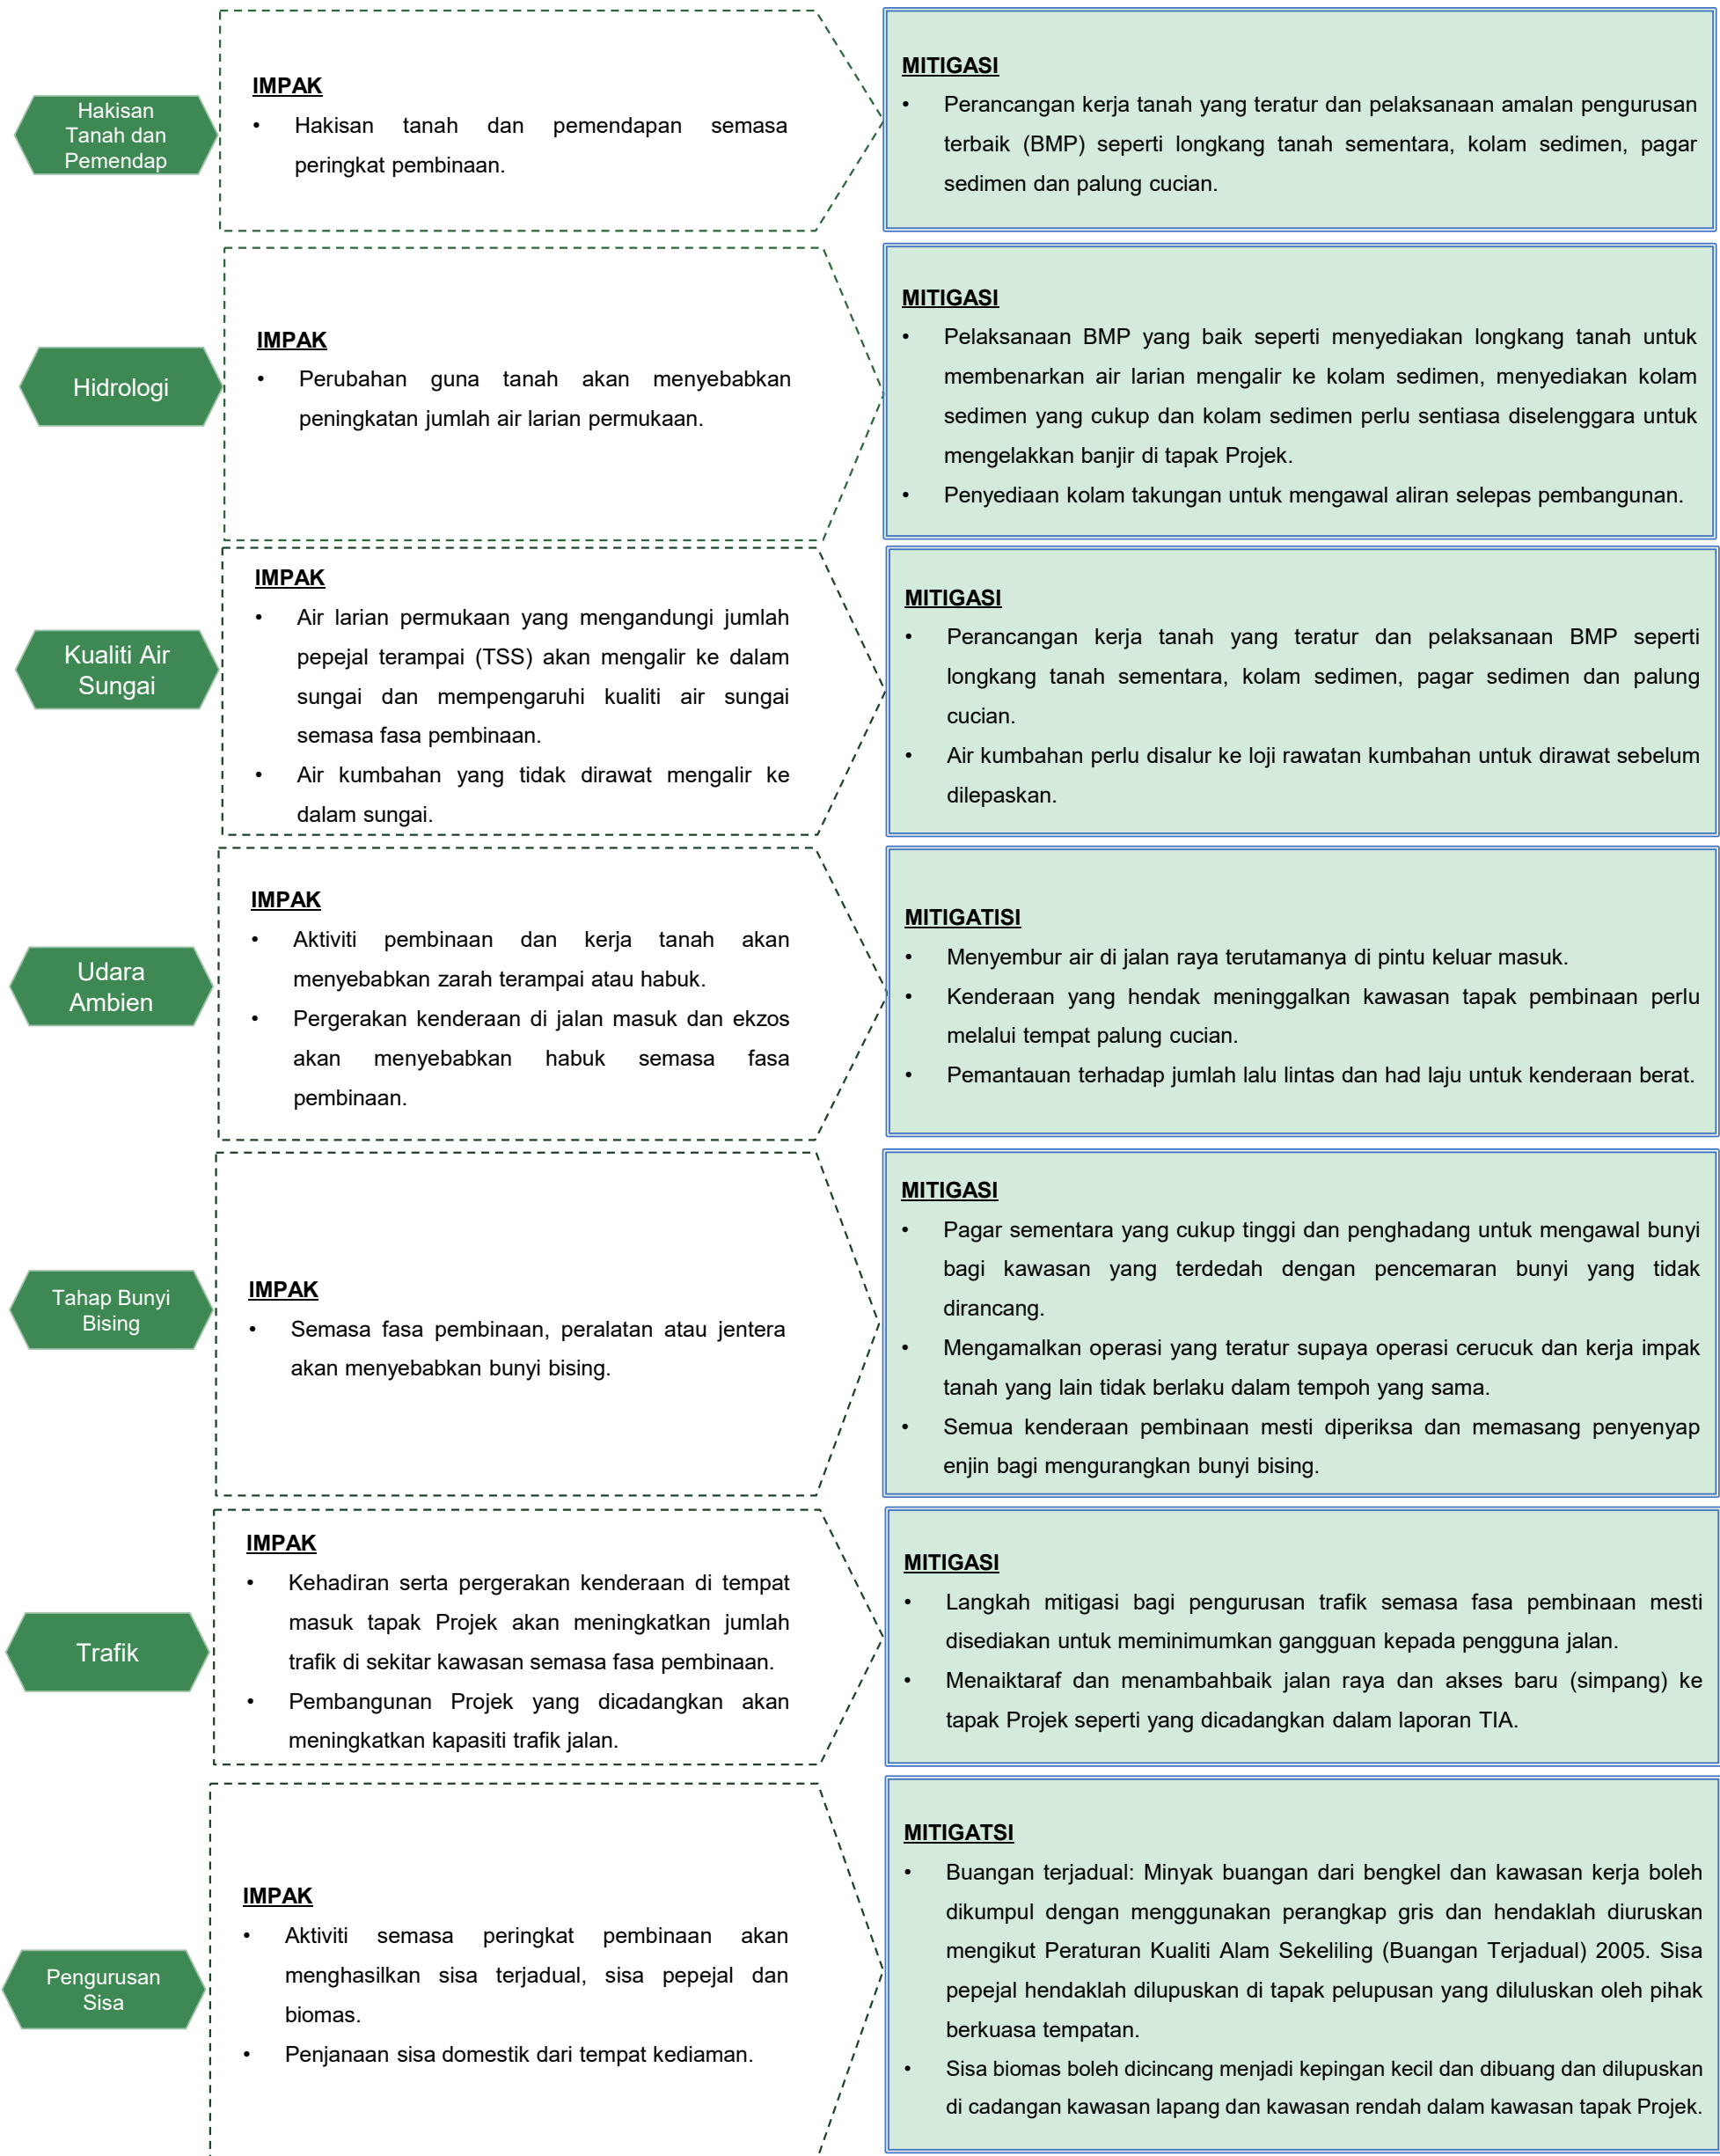 Hakisan
Tanah dan
Pemendap
IMPAK
• Hakisan tanah dan pemendapan semasa
peringkat pembinaan.
MITIGASI
• Perancangan kerja tanah yang teratur dan pelaksanaan amalan pengurusan
terbaik (BMP) seperti longkang tanah sementara, kolam sedimen, pagar
sedimen dan palung cucian.
Hidrologi
IMPAK
• Perubahan guna tanah akan menyebabkan
peningkatan jumlah air larian permukaan.
MITIGASI
• Pelaksanaan BMP yang baik seperti menyediakan longkang tanah untuk
membenarkan air larian mengalir ke kolam sedimen, menyediakan kolam
sedimen yang cukup dan kolam sedimen perlu sentiasa diselenggara untuk
mengelakkan banjir di tapak Projek.
• Penyediaan kolam takungan untuk mengawal aliran selepas pembangunan.
Kualiti Air
Sungai
IMPAK
• Air larian permukaan yang mengandungi jumlah
pepejal terampai (TSS) akan mengalir ke dalam
sungai dan mempengaruhi kualiti air sungai
semasa fasa pembinaan.
• Air kumbahan yang tidak dirawat mengalir ke
dalam sungai.
MITIGASI
• Perancangan kerja tanah yang teratur dan pelaksanaan BMP seperti
longkang tanah sementara, kolam sedimen, pagar sedimen dan palung
cucian.
• Air kumbahan perlu disalur ke loji rawatan kumbahan untuk dirawat sebelum
dilepaskan.
Udara
Ambien
IMPAK
• Aktiviti pembinaan dan kerja tanah akan
menyebabkan zarah terampai atau habuk.
• Pergerakan kenderaan di jalan masuk dan ekzos
akan menyebabkan habuk semasa fasa
pembinaan.
MITIGATISI
• Menyembur air di jalan raya terutamanya di pintu keluar masuk.
• Kenderaan yang hendak meninggalkan kawasan tapak pembinaan perlu
melalui tempat palung cucian.
• Pemantauan terhadap jumlah lalu lintas dan had laju untuk kenderaan berat.
Tahap Bunyi
Bising
IMPAK
• Semasa fasa pembinaan, peralatan atau jentera
akan menyebabkan bunyi bising.
MITIGASI
• Pagar sementara yang cukup tinggi dan penghadang untuk mengawal bunyi
bagi kawasan yang terdedah dengan pencemaran bunyi yang tidak
dirancang.
• Mengamalkan operasi yang teratur supaya operasi cerucuk dan kerja impak
tanah yang lain tidak berlaku dalam tempoh yang sama.
• Semua kenderaan pembinaan mesti diperiksa dan memasang penyenyap
enjin bagi mengurangkan bunyi bising.
Trafik
IMPAK
• Kehadiran serta pergerakan kenderaan di tempat
masuk tapak Projek akan meningkatkan jumlah
trafik di sekitar kawasan semasa fasa pembinaan.
• Pembangunan Projek yang dicadangkan akan
meningkatkan kapasiti trafik jalan.
MITIGASI
• Langkah mitigasi bagi pengurusan trafik semasa fasa pembinaan mesti
disediakan untuk meminimumkan gangguan kepada pengguna jalan.
• Menaiktaraf dan menambahbaik jalan raya dan akses baru (simpang) ke
tapak Projek seperti yang dicadangkan dalam laporan TIA.
Pengurusan
Sisa
IMPAK
• Aktiviti semasa peringkat pembinaan akan
menghasilkan sisa terjadual, sisa pepejal dan
biomas.
• Penjanaan sisa domestik dari tempat kediaman.
MITIGATSI
• Buangan terjadual: Minyak buangan dari bengkel dan kawasan kerja boleh
dikumpul dengan menggunakan perangkap gris dan hendaklah diuruskan
mengikut Peraturan Kualiti Alam Sekeliling (Buangan Terjadual) 2005. Sisa
pepejal hendaklah dilupuskan di tapak pelupusan yang diluluskan oleh pihak
berkuasa tempatan.
• Sisa biomas boleh dicincang menjadi kepingan kecil dan dibuang dan dilupuskan
di cadangan kawasan lapang dan kawasan rendah dalam kawasan tapak Projek.